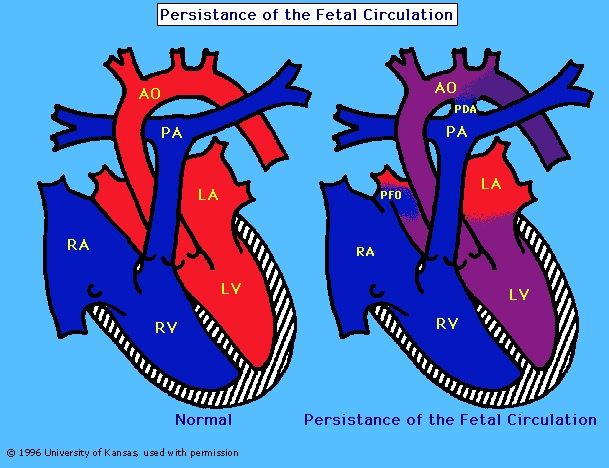 Persistance of the Fetal Circulation
AO
PA
LA
RA
LV
RV
Normal
AO
PDA
PA
LA
PFO
RA
LV
RV
Persistance of the Fetal Circulation
© 1996 University of Kansas, used with permission